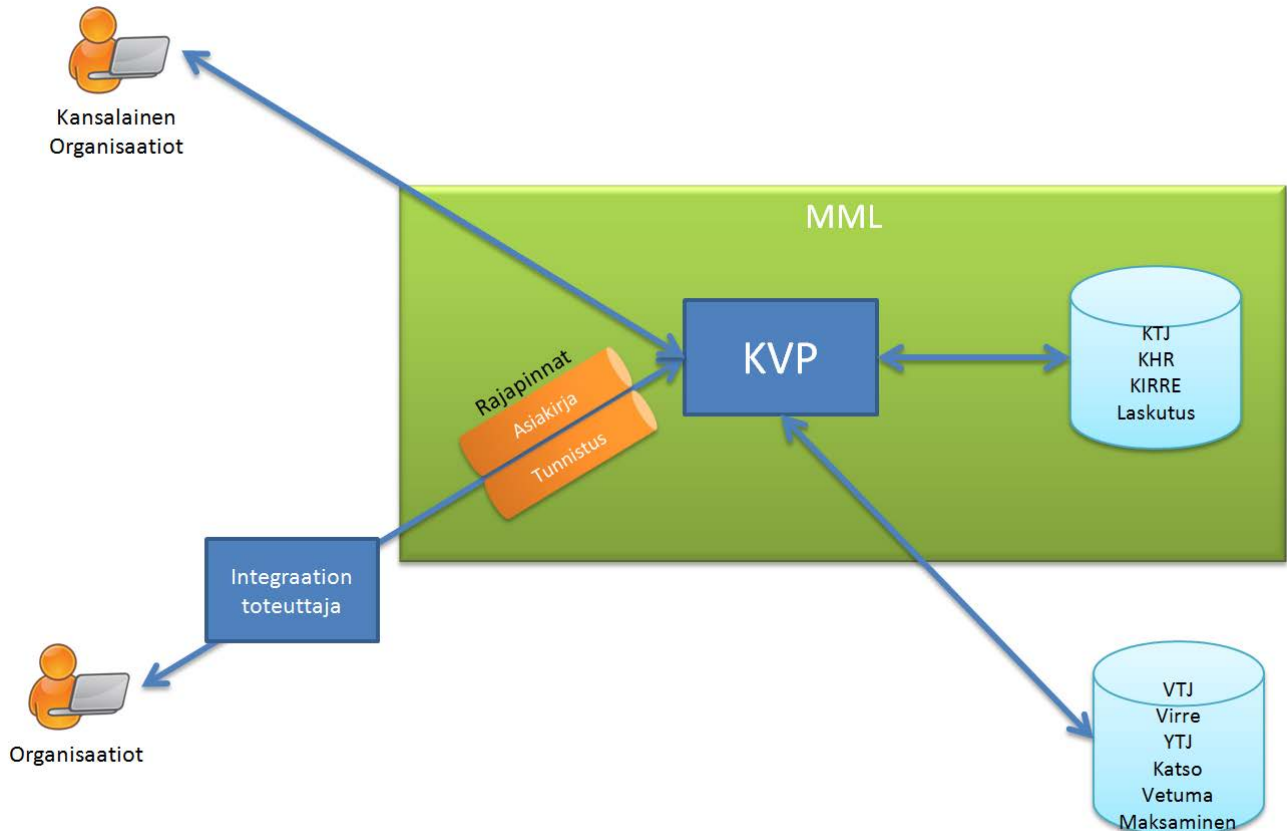 Kansalainen
Organisaatiot
MML
KVP
KTJ
KHR
KIRRE
Laskutus
Rajapinnat
Asiakirja
Tunnistus
Integraation
toteuttaja
Organisaatiot
VTJ
Virre
YTJ
Katso
Vetuma
Maksaminen